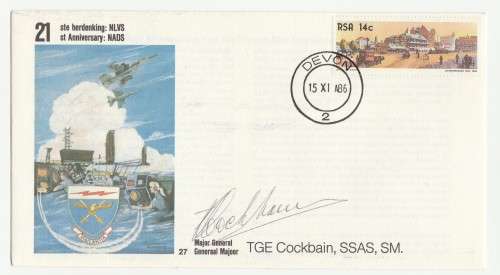 21 ste herdenking: NLVS
st Anniversary: NADS
RSA 14c
DEVON
15 XI A86
2
27
Major General
Generaal Majoor
TGE Cockbain, SSAS, SM.